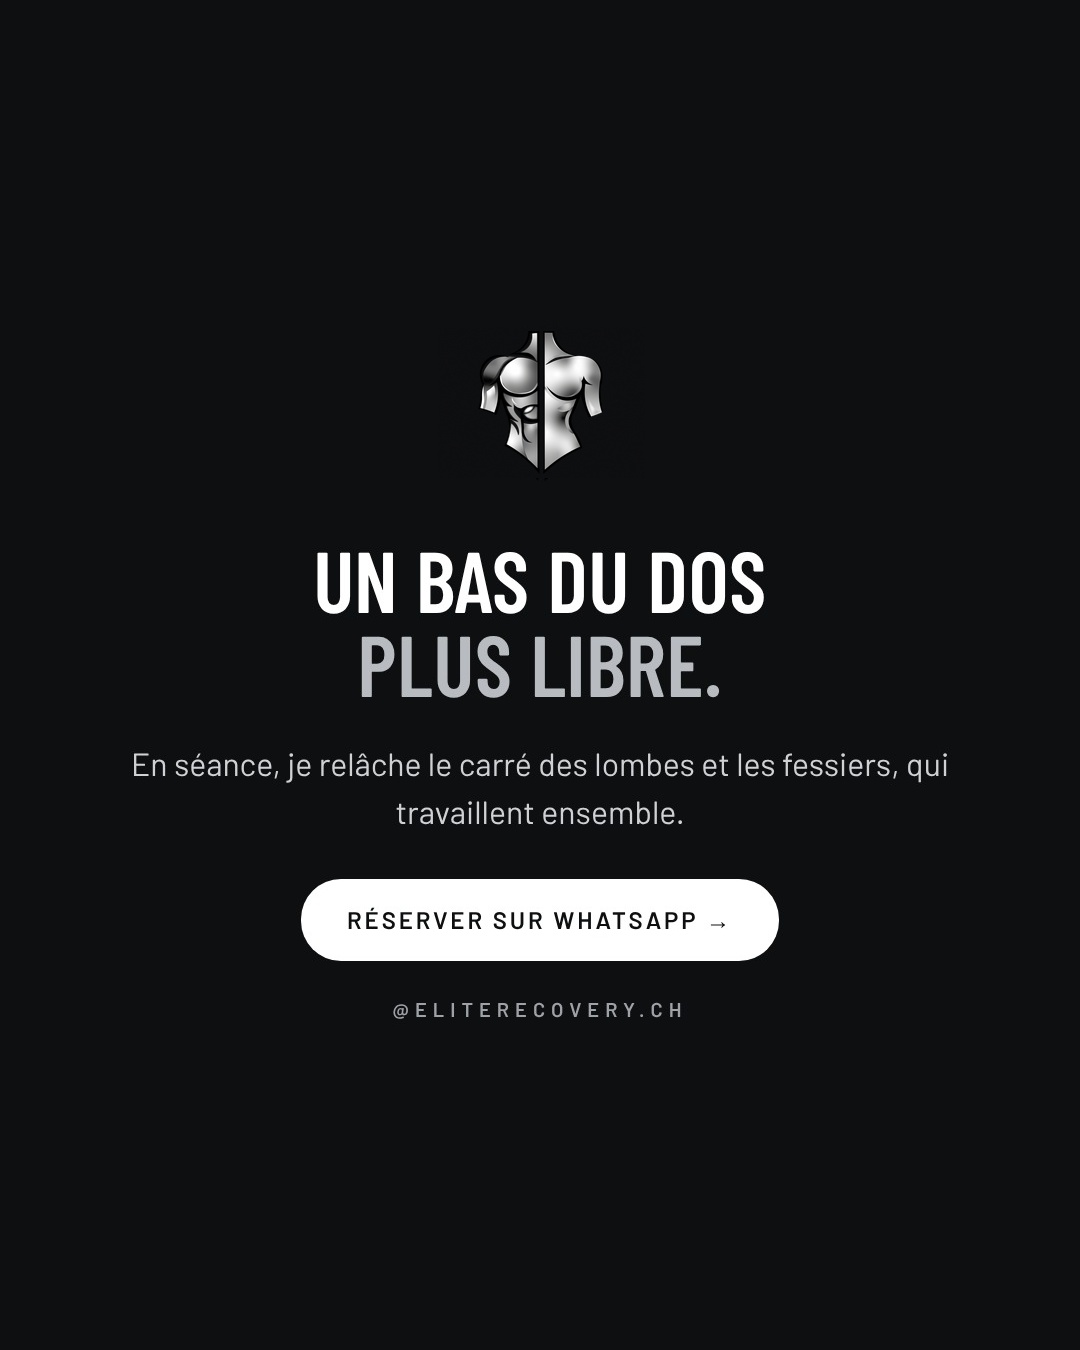 UN BAS DU DOS
PLUS LIBRE.
En séance, je relâche le carré des lombes et les fessiers, qui
travaillent ensemble.
RÉSERVER SUR WHATSAPP →
@ELITERECOVERY.CH